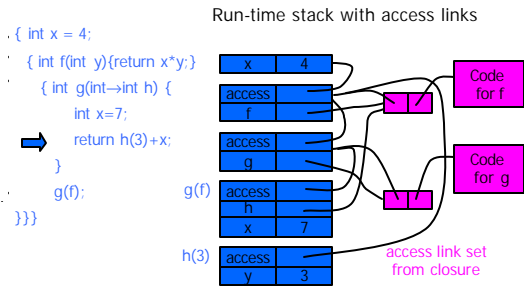 Run-time stack with access links
{ int x = 4;
{ int f(int y){return x*y;}
{ int g(int→int h) {
int x=7;
return h(3)+x;
}
g(f);
}}}
x 4
access
f
access
g
g(f)
access
h
x 7
h(3)
access
y 3
Code
for f
Code
for g
access link set
from closure